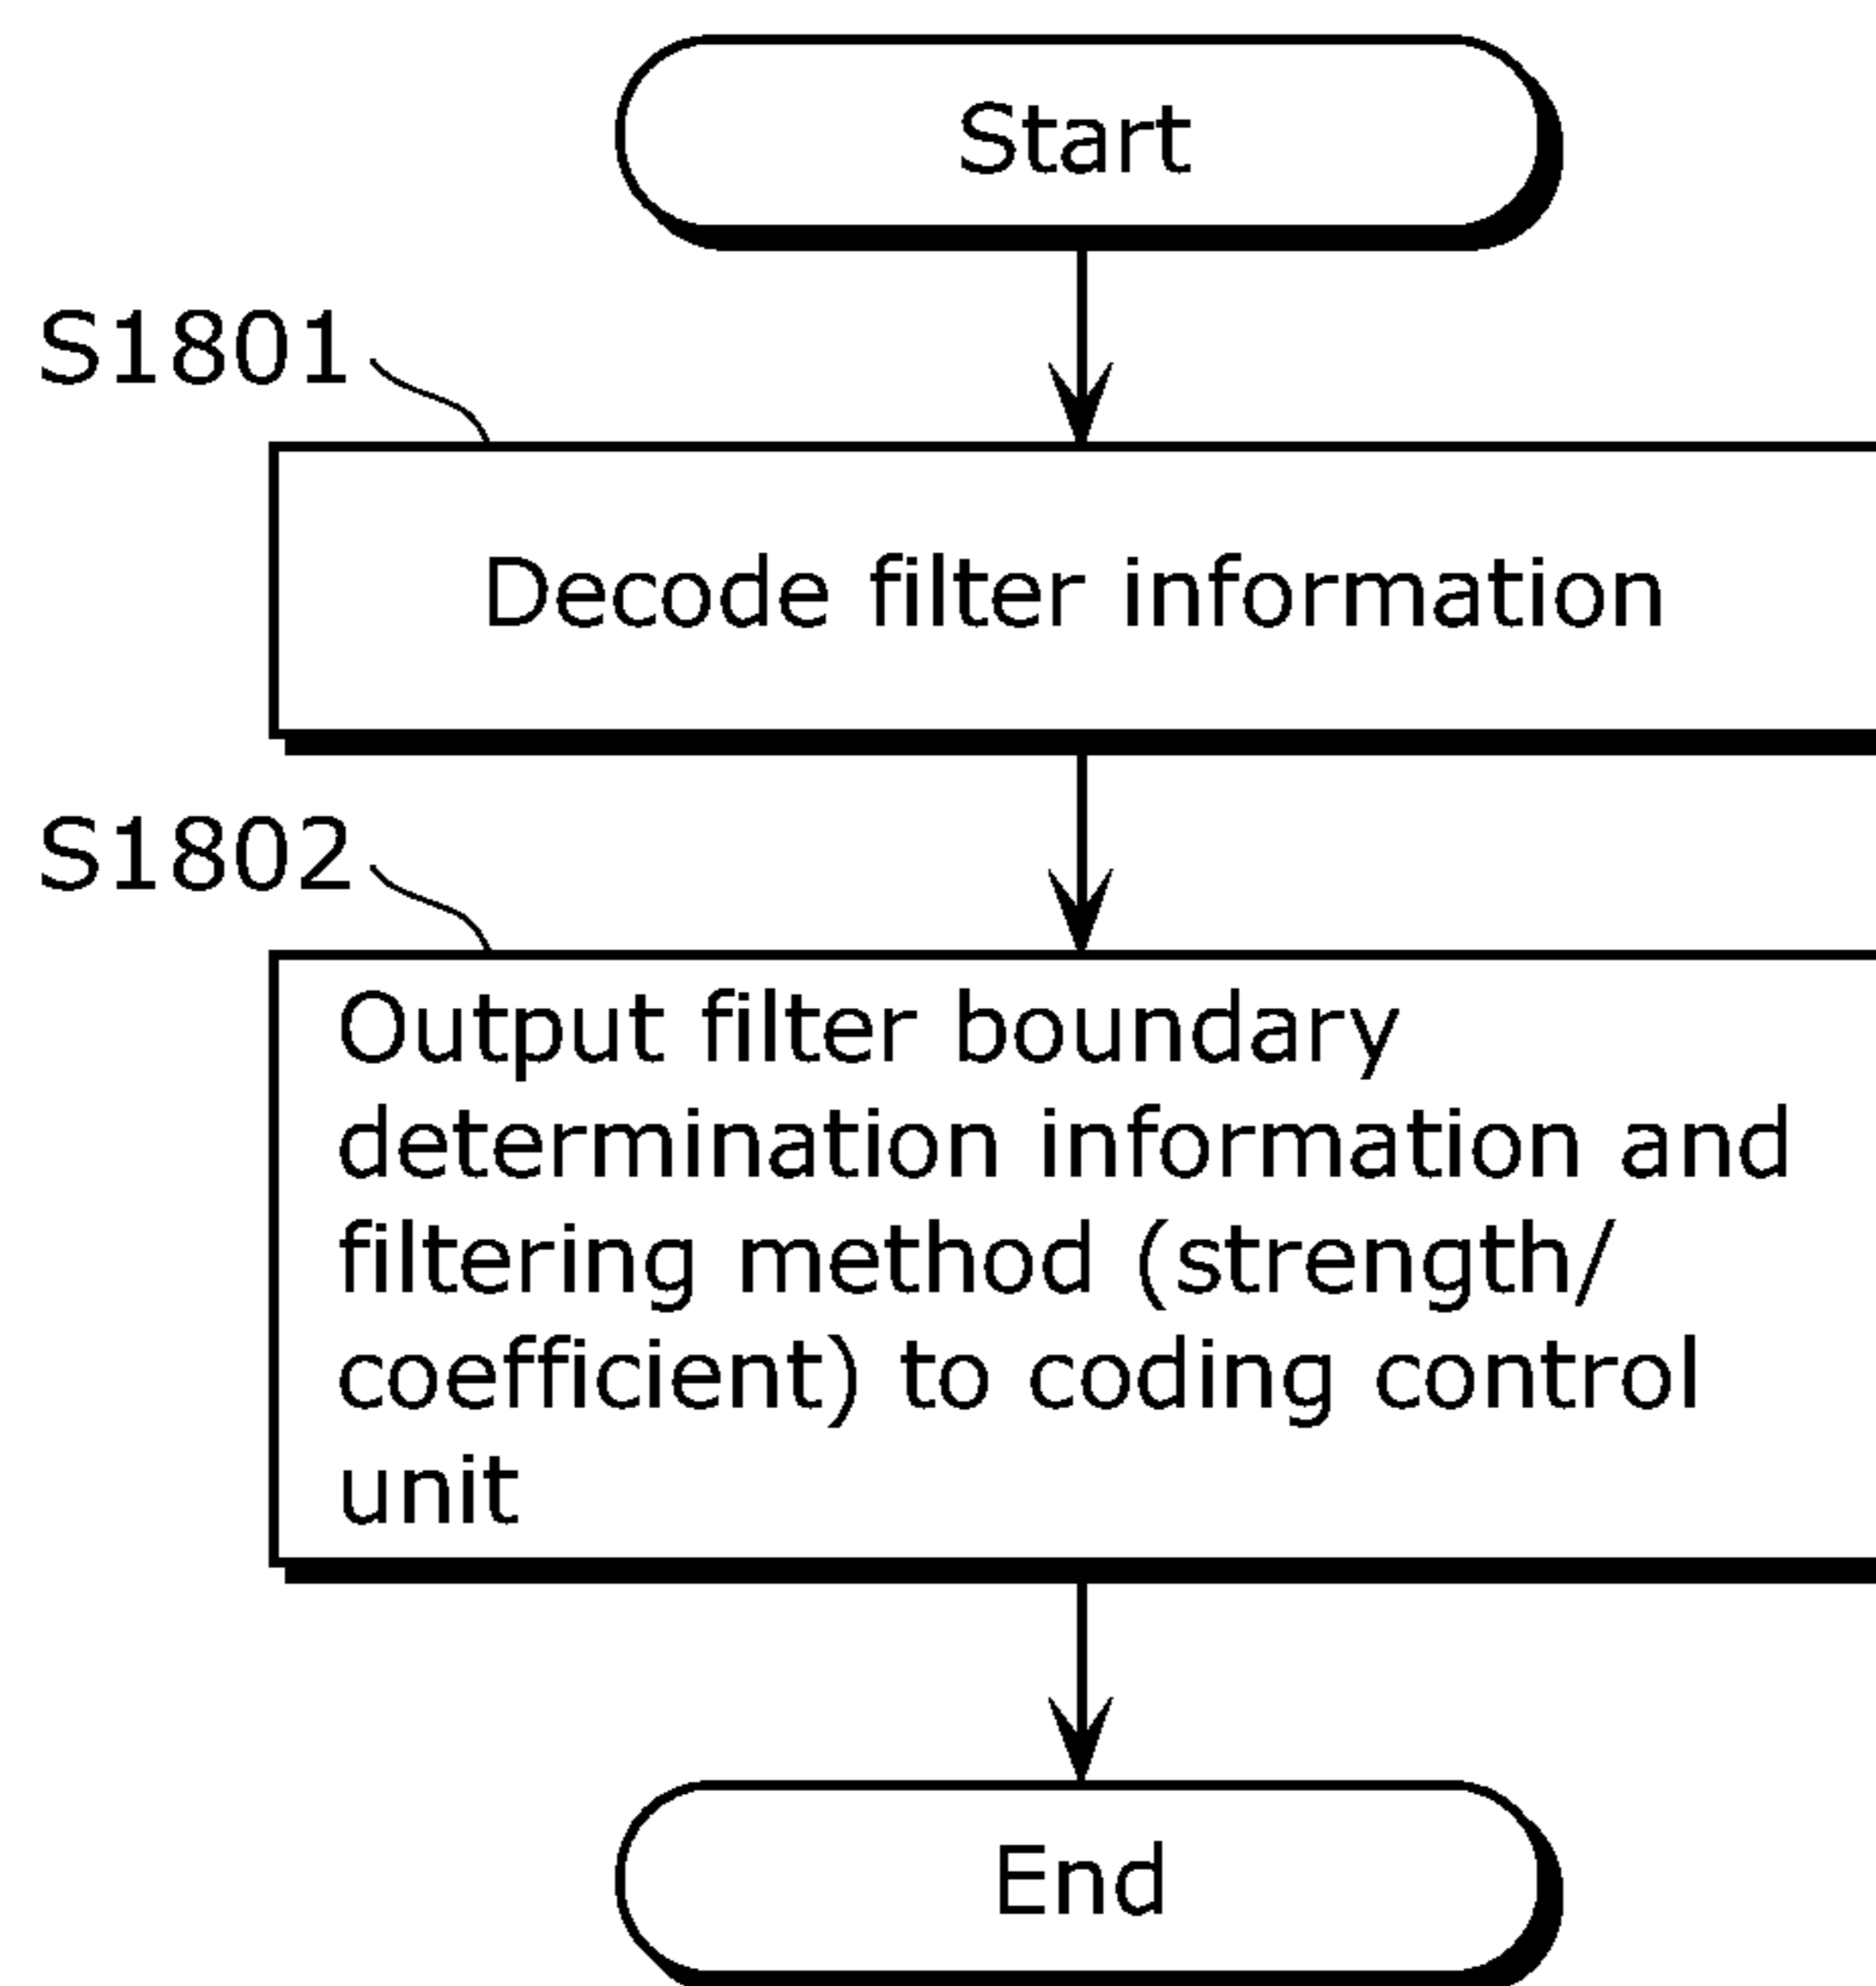 Start
S1801
Decode filter information
S1802
Output filter boundary
determination information and
filtering method (strength/
coefficient) to coding control
unit
End